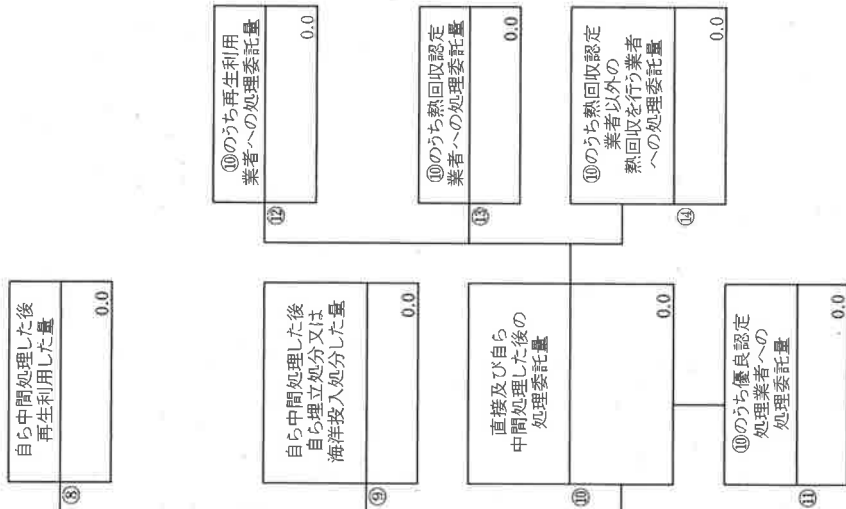 自ら中間処理した後
再生利用した量
⑧
0.0
自ら中間処理した後
自ら埋立処分又は
海洋投入処分した量
⑨
0.0
直接及び自ら
中間処理した後の
処理委託量
⑩
0.0
⑩のうち優良認定
処理業者への
処理委託量
⑪
0.0
⑩のうち再生利用
業者への処理委託量
⑫
0.0
⑩のうち熱回収認定
業者への処理委託量
⑬
0.0
⑩のうち熱回収認定
業者以外の
熱回収を行う業者
への処理委託量
⑭
0.0